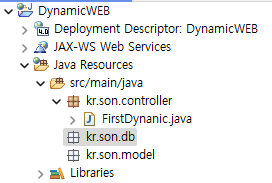 DynamicWEB
Deployment Descriptor: DynamicWEB
JAX-WS Web Services
Java Resources
src/main/java
kr.son.controller
FirstDynanic.java
kr.son.db
kr.son.model
Libraries